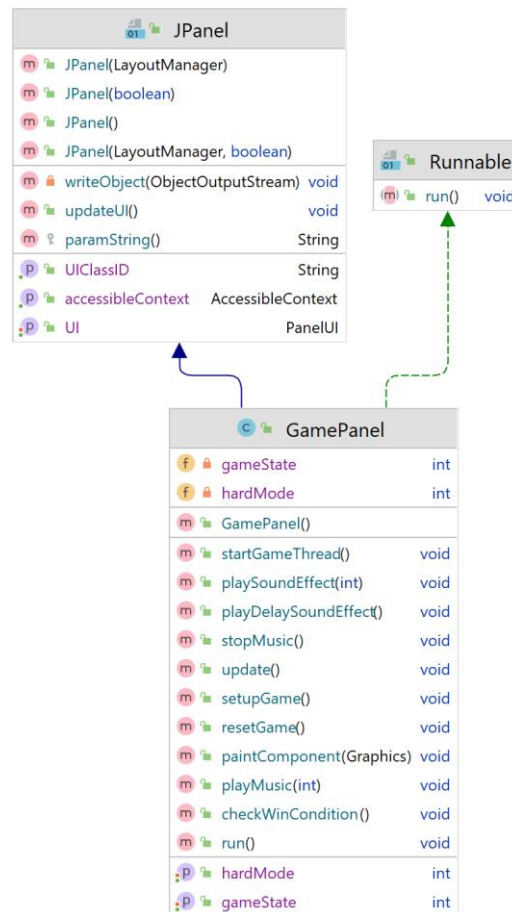 JPanel
JPanel(LayoutManager)
JPanel(boolean)
JPanel()
JPanel(LayoutManager, boolean)
writeObject(ObjectOutputStream) void
updateUI() void
paramString() String
UIClassID String
accessibleContext AccessibleContext
UI PanelUI
Runnable
run() void
GamePanel
gameState int
hardMode int
GamePanel()
startGameThread() void
playSoundEffect(int) void
playDelaySoundEffect() void
stopMusic() void
update() void
setupGame() void
resetGame() void
paintComponent(Graphics) void
playMusic(int) void
checkWinCondition() void
run() void
hardMode int
gameState int